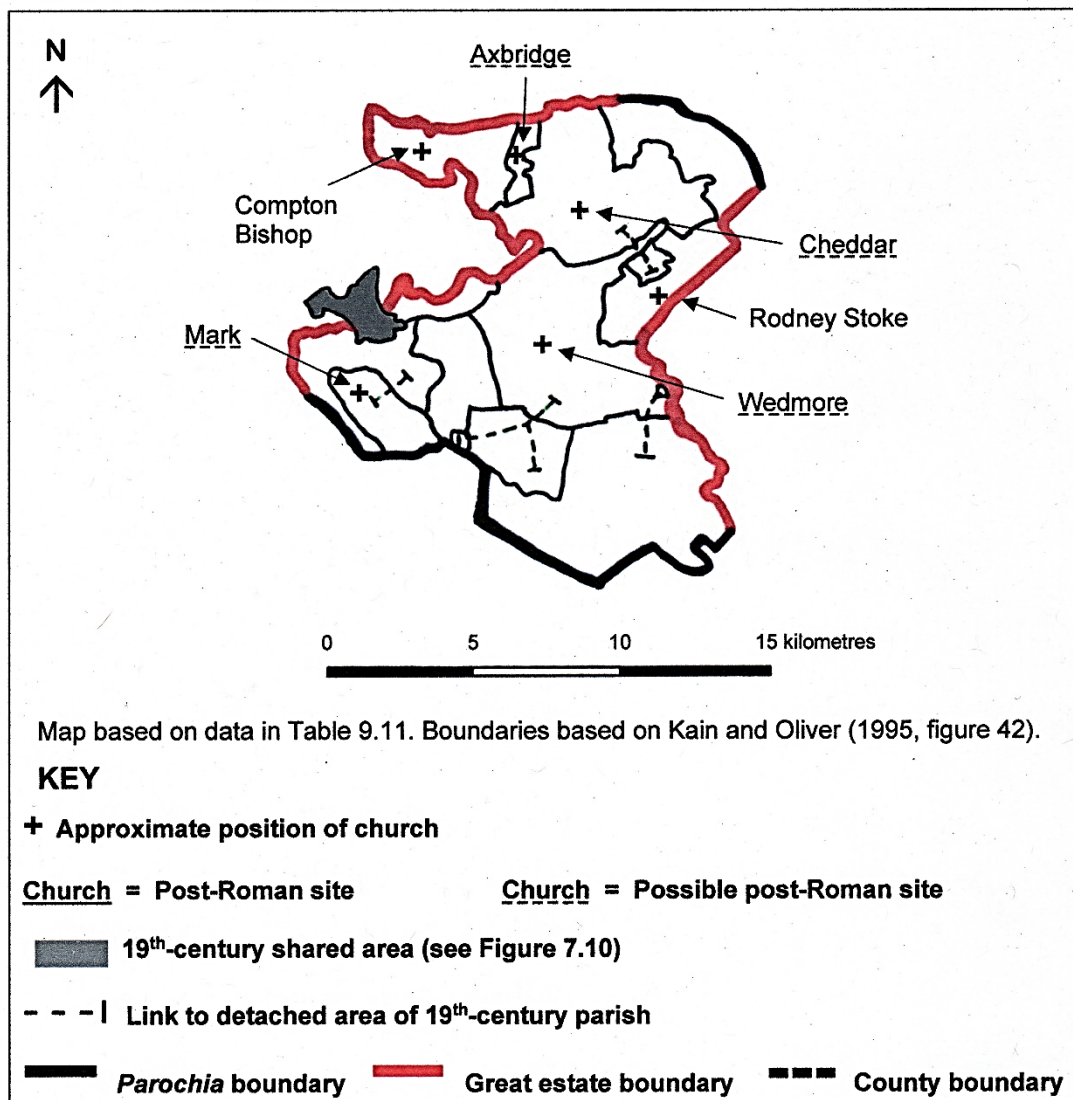 N
Axbridge
Compton
Bishop
Cheddar
Rodney Stoke
Mark
Wedmore
0 5 10 15 kilometres
Map based on data in Table 9.11. Boundaries based on Kain and Oliver (1995, figure 42).
KEY
+ Approximate position of church
Church = Post-Roman site Church = Possible post-Roman site
19th-century shared area (see Figure 7.10)
Link to detached area of 19th-century parish
Parochia boundary Great estate boundary County boundary